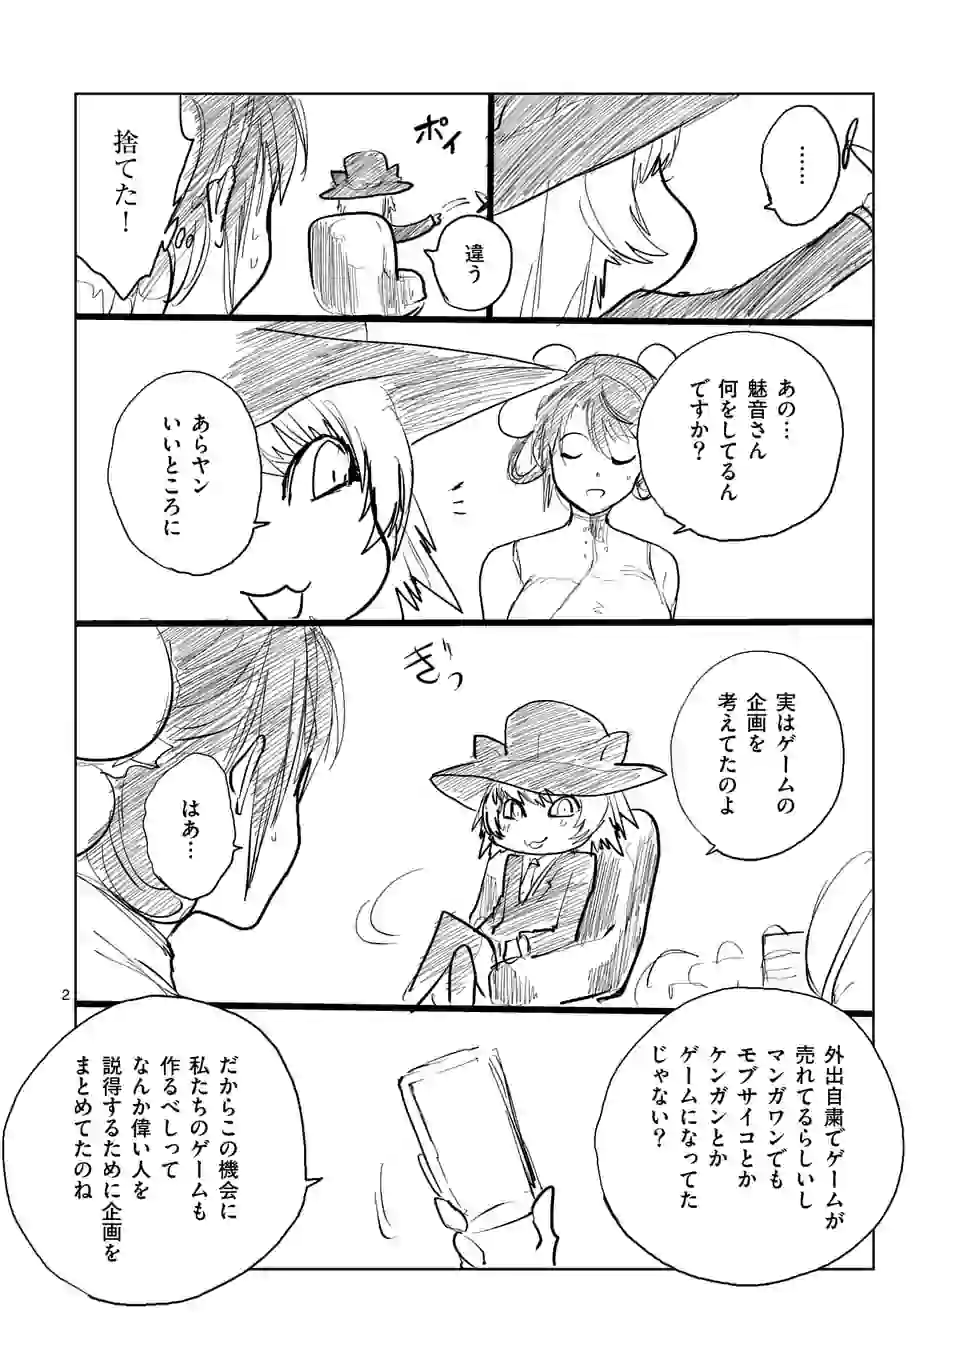 ……
違う
ポイ
捨てた！
あの…
魅音さん
何をしてるん
ですか？
あらヤン
いいところに
実はゲームの
企画を
考えてたのよ
ぎっ
はあ…
外出自粛でゲームが
売れてるらしいし
マンガワンでも
モブサイコとか
ケンガンとか
ゲームになってた
じゃない？
だからこの機会に
私たちのゲームも
作るべしって
なんか偉い人を
説得するために企画を
まとめてたのね
2